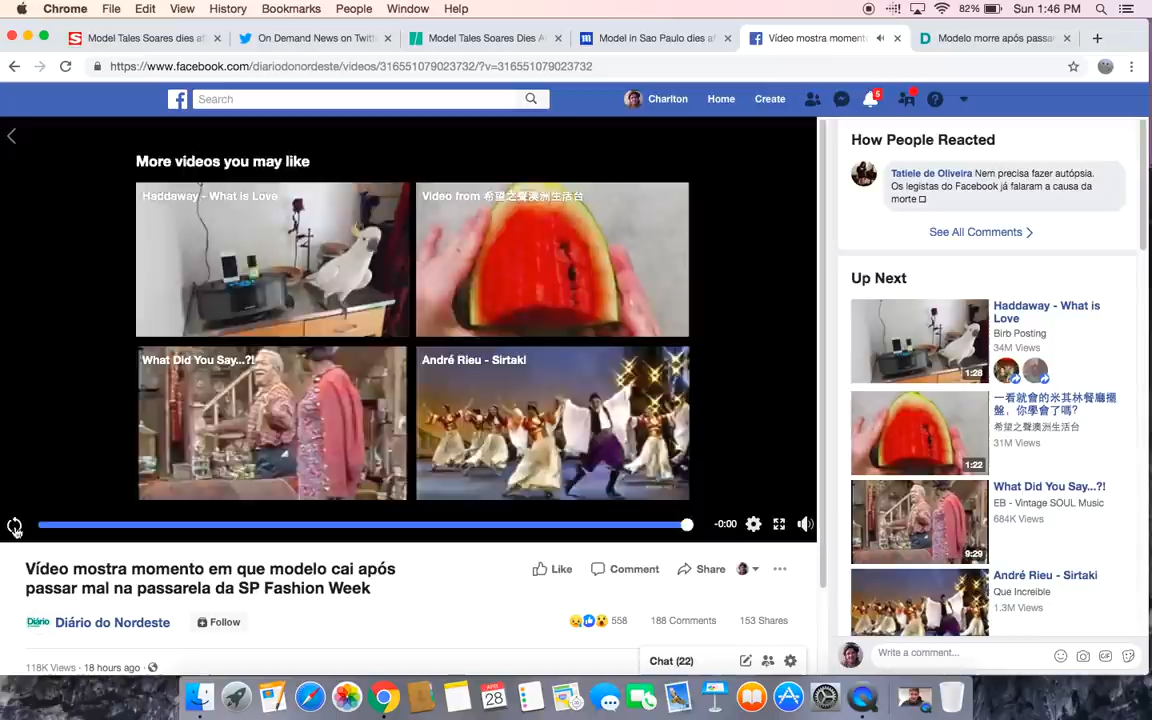 Chrome File Edit View History Bookmarks People Window Help 82% Sun 1:46 PM
Model Tales Soares dies af × On Demand News on Twitt × Model Tales Soares Dies A × Model in Sao Paulo dies af × Vídeo mostra moment × Modelo morre após passa ×
https://www.facebook.com/diariodonordeste/videos/316551079023732/?v=316551079023732
Search Charlton Home Create 5
More videos you may like
Haddaway - What is Love
Video from 希望之聲澳洲生活台
What Did You Say...?!
André Rieu - Sirtaki
-0:00
Vídeo mostra momento em que modelo cai após
passar mal na passarela da SP Fashion Week
Like Comment Share
Diário Diário do Nordeste Follow
558 188 Comments 153 Shares
118K Views · 18 hours ago
Chat (22)
How People Reacted
Tatiele de Oliveira Nem precisa fazer autópsia.
Os legistas do Facebook já falaram a causa da
morte
See All Comments
Up Next
Haddaway - What is
Love
Birb Posting
34M Views
1:28
一看就會的米其林餐廳擺
盤，你學會了嗎?
希望之聲澳洲生活台
31M Views
1:22
What Did You Say...?!
EB - Vintage SOUL Music
684K Views
9:29
André Rieu - Sirtaki
Que Increible
1.3M Views
Write a comment...
GIF
APR
28